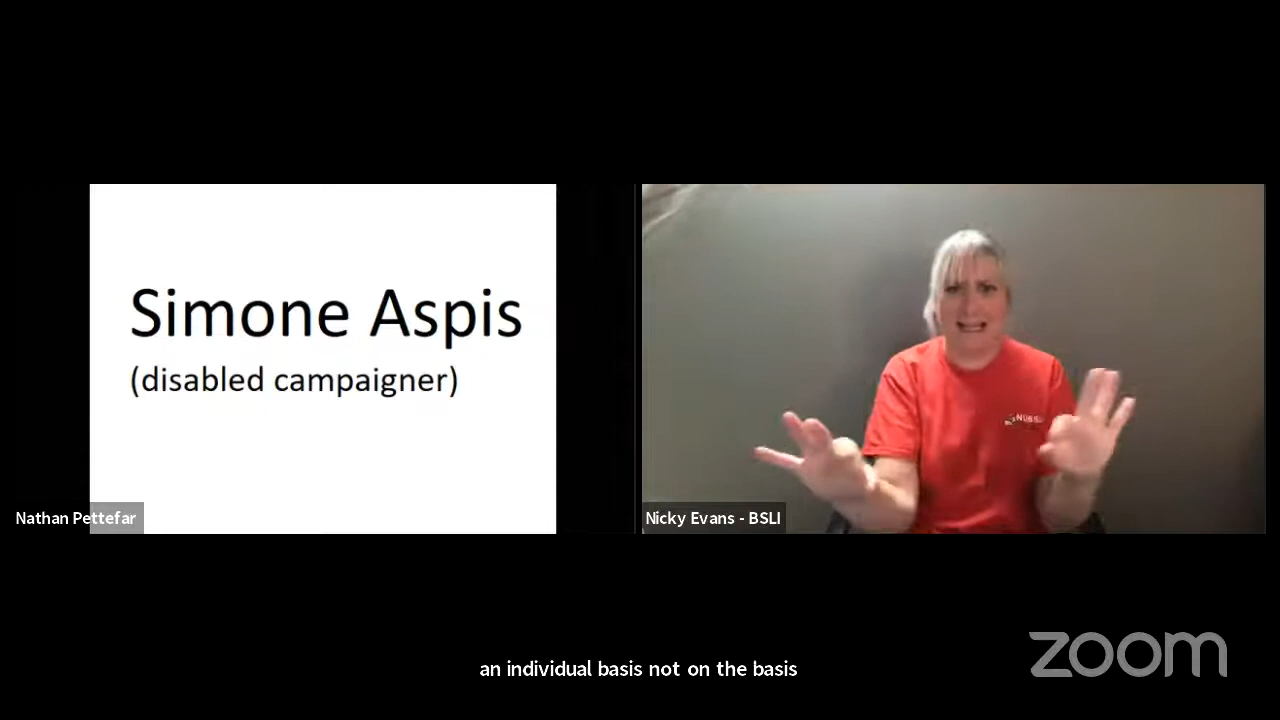 Simone Aspis
(disabled campaigner)
Nathan Pettefar
Nicky Evans - BSLI
an individual basis not on the basis
zoom